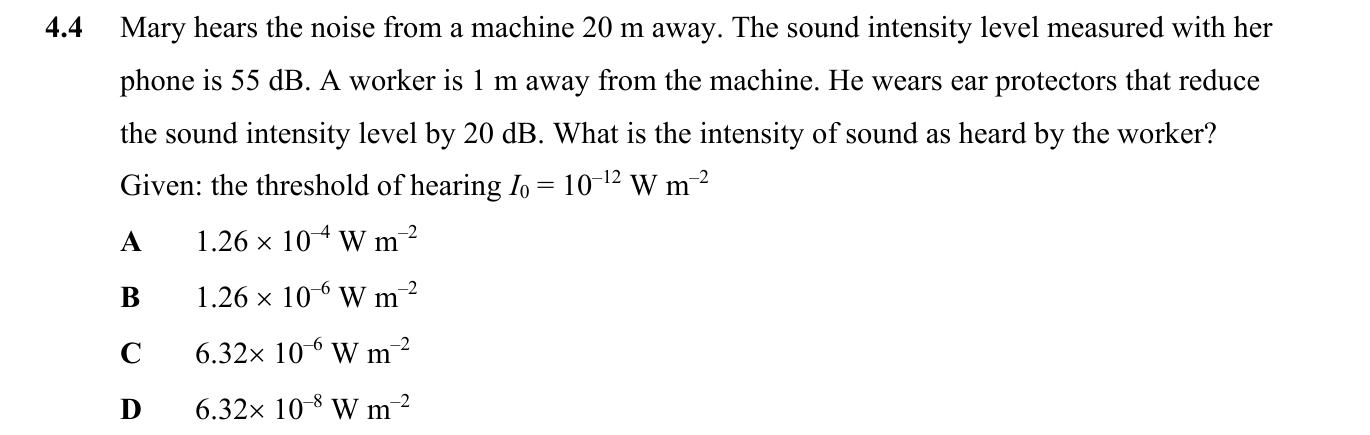 4.4 Mary hears the noise from a machine 20 m away. The sound intensity level measured with her
phone is 55 dB. A worker is 1 m away from the machine. He wears ear protectors that reduce
the sound intensity level by 20 dB. What is the intensity of sound as heard by the worker?
Given: the threshold of hearing I₀ = 10⁻¹² W m⁻²
A 1.26 × 10⁻⁴ W m⁻²
B 1.26 × 10⁻⁶ W m⁻²
C 6.32× 10⁻⁶ W m⁻²
D 6.32× 10⁻⁸ W m⁻²